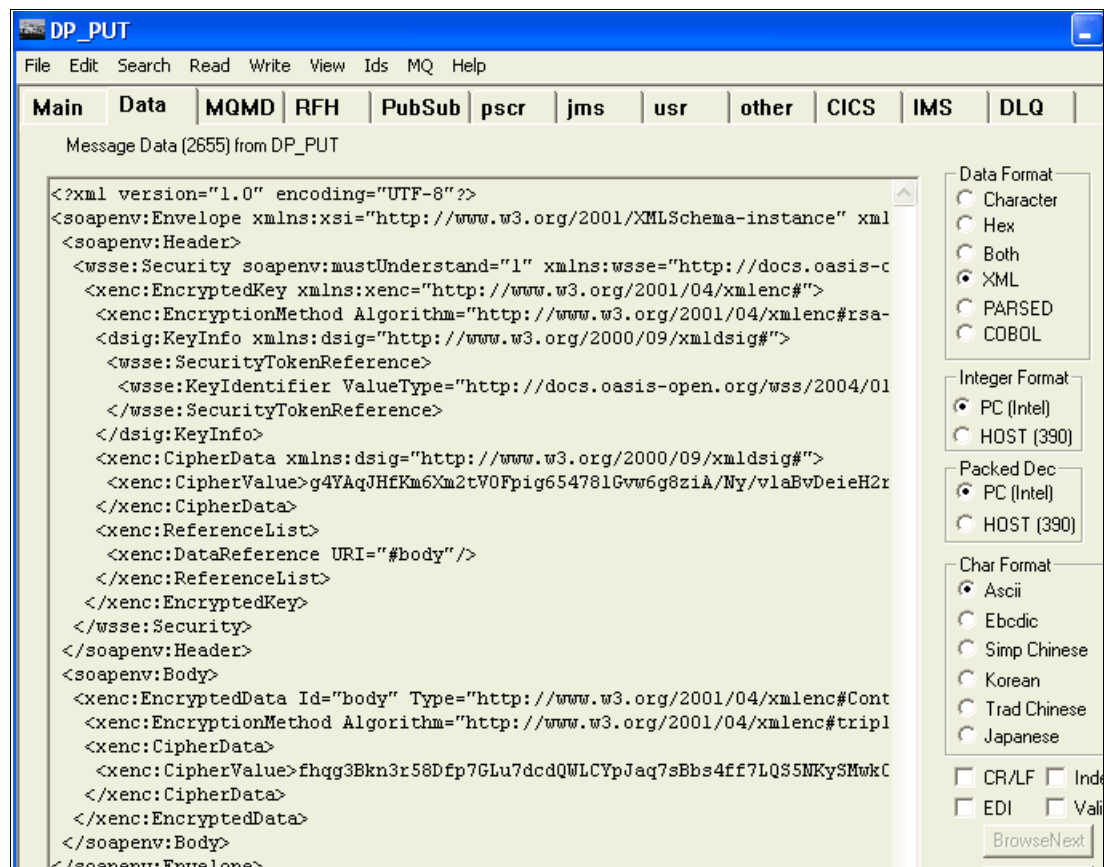 DP_PUT
File Edit Search Read Write View Ids MQ Help
Main Data MQMD RFH PubSub pscr jms usr other CICS IMS DLQ
Message Data (2655) from DP_PUT
<?xml version="1.0" encoding="UTF-8"?>
<soapenv:Envelope xmlns:xsi="http://www.w3.org/2001/XMLSchema-instance" xml
<soapenv:Header>
<wsse:Security soapenv:mustUnderstand="1" xmlns:wsse="http://docs.oasis-o
<xenc:EncryptedKey xmlns:xenc="http://www.w3.org/2001/04/xmlenc#">
<xenc:EncryptionMethod Algorithm="http://www.w3.org/2001/04/xmlenc#rsa-
<dsig:KeyInfo xmlns:dsig="http://www.w3.org/2000/09/xmldsig#">
<wsse:SecurityTokenReference>
<wsse:KeyIdentifier ValueType="http://docs.oasis-open.org/wss/2004/01
</wsse:SecurityTokenReference>
</dsig:KeyInfo>
<xenc:CipherData xmlns:dsig="http://www.w3.org/2000/09/xmldsig#">
<xenc:CipherValue>g4YAqJHfKm6Xm2tV0Fpig65478lGvw6g8ziA/Ny/vlaBvDeieH2r
</xenc:CipherData>
<xenc:ReferenceList>
<xenc:DataReference URI="#body"/>
</xenc:ReferenceList>
</xenc:EncryptedKey>
</wsse:Security>
</soapenv:Header>
<soapenv:Body>
<xenc:EncryptedData Id="body" Type="http://www.w3.org/2001/04/xmlenc#Cont
<xenc:EncryptionMethod Algorithm="http://www.w3.org/2001/04/xmlenc#tripl
<xenc:CipherData>
<xenc:CipherValue>fhqg3Bkn3r58Dfp7GLu7dcdQWLCYpJaq7sBbs4ff7LQS5NKySMwkC
</xenc:CipherData>
</xenc:EncryptedData>
</soapenv:Body>
</soapenv:Envelope>
Data Format
Character
Hex
Both
XML
PARSED
COBOL
Integer Format
PC (Intel)
HOST (390)
Packed Dec
PC (Intel)
HOST (390)
Char Format
Ascii
Ebcdic
Simp Chinese
Korean
Trad Chinese
Japanese
CR/LF Inde
EDI Vali
BrowseNext